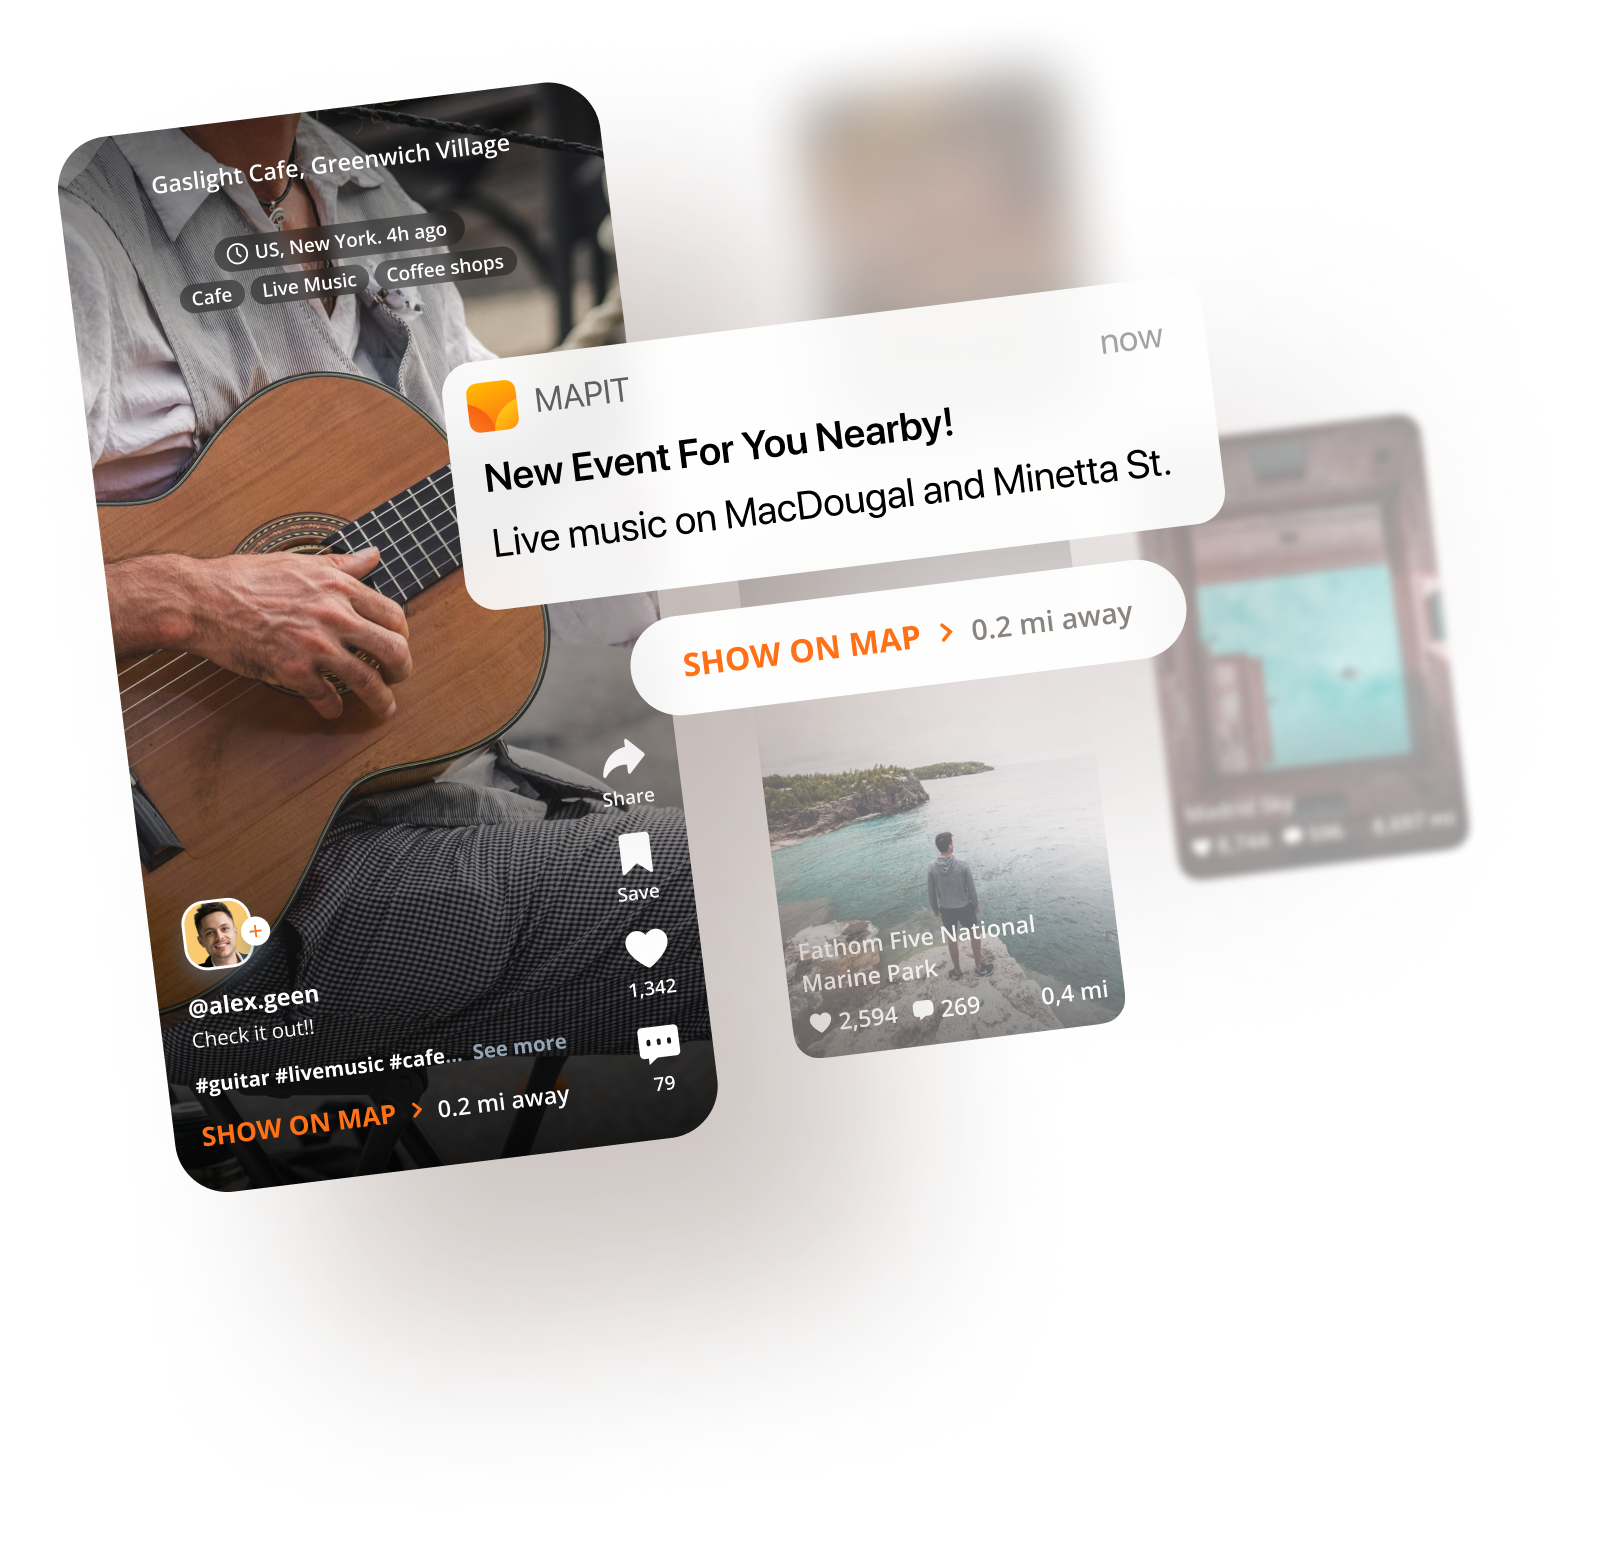 Gaslight Cafe, Greenwich Village
US, New York. 4h ago
Cafe
Live Music
Coffee shops
MAPIT
now
New Event For You Nearby!
Live music on MacDougal and Minetta St.
SHOW ON MAP > 0.2 mi away
Share
Save
1,342
79
@alex.geen
Check it out!!
#guitar #livemusic #cafe... See more
SHOW ON MAP > 0.2 mi away
Fathom Five National
Marine Park
2,594
269
0,4 mi
Madrid Sky